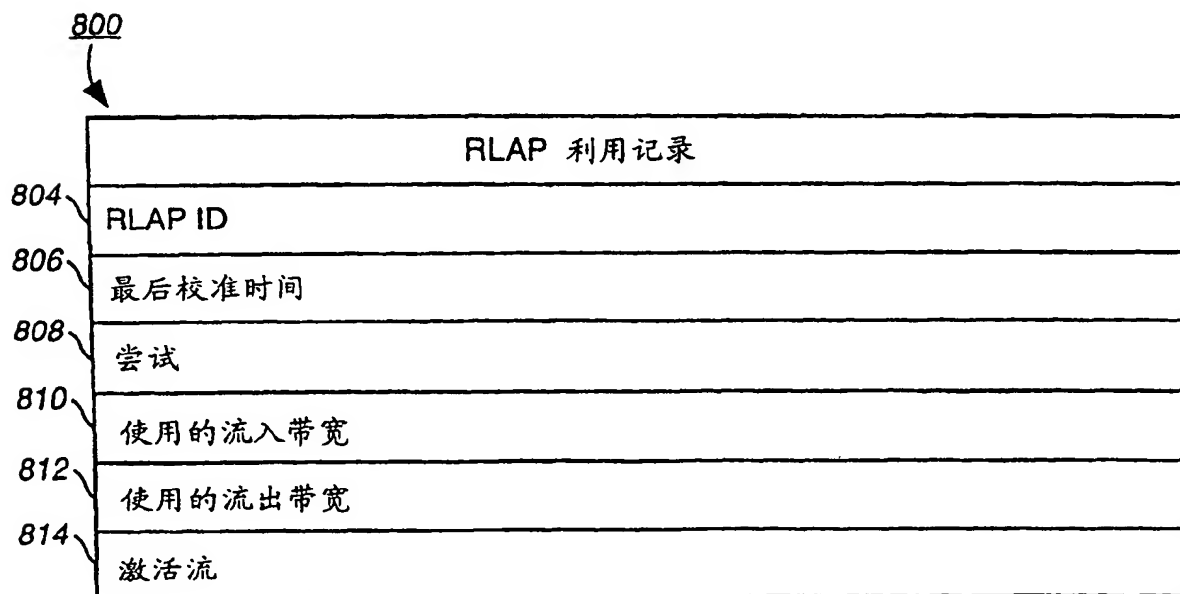 800
RLAP 利用记录
804
RLAP ID
806
最后校准时间
808
尝试
810
使用的流入带宽
812
使用的流出带宽
814
激活流